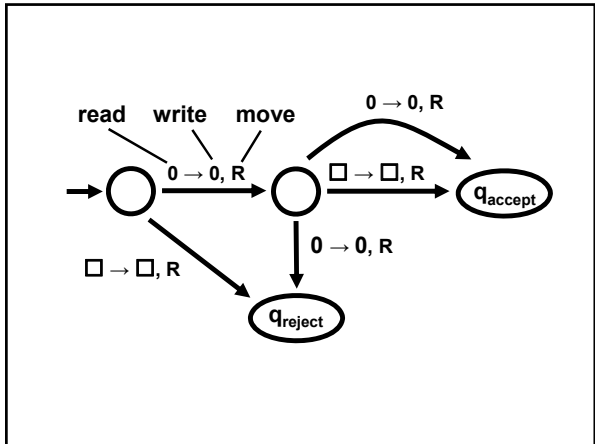 read write move
0 → 0, R
0 → 0, R
□ → □, R
q_accept
0 → 0, R
□ → □, R
q_reject